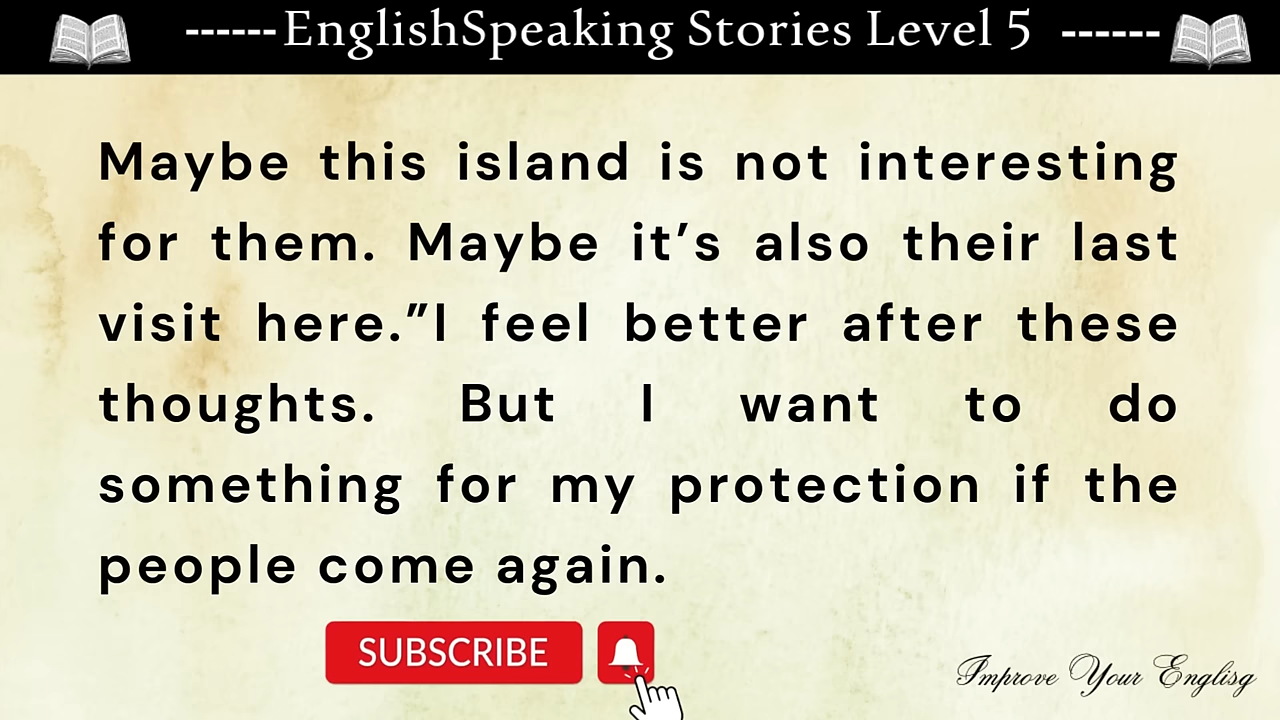 ------EnglishSpeaking Stories Level 5 ------
Maybe this island is not interesting
for them. Maybe it’s also their last
visit here.”I feel better after these
thoughts. But I want to do
something for my protection if the
people come again.
SUBSCRIBE
Improve Your Englisg